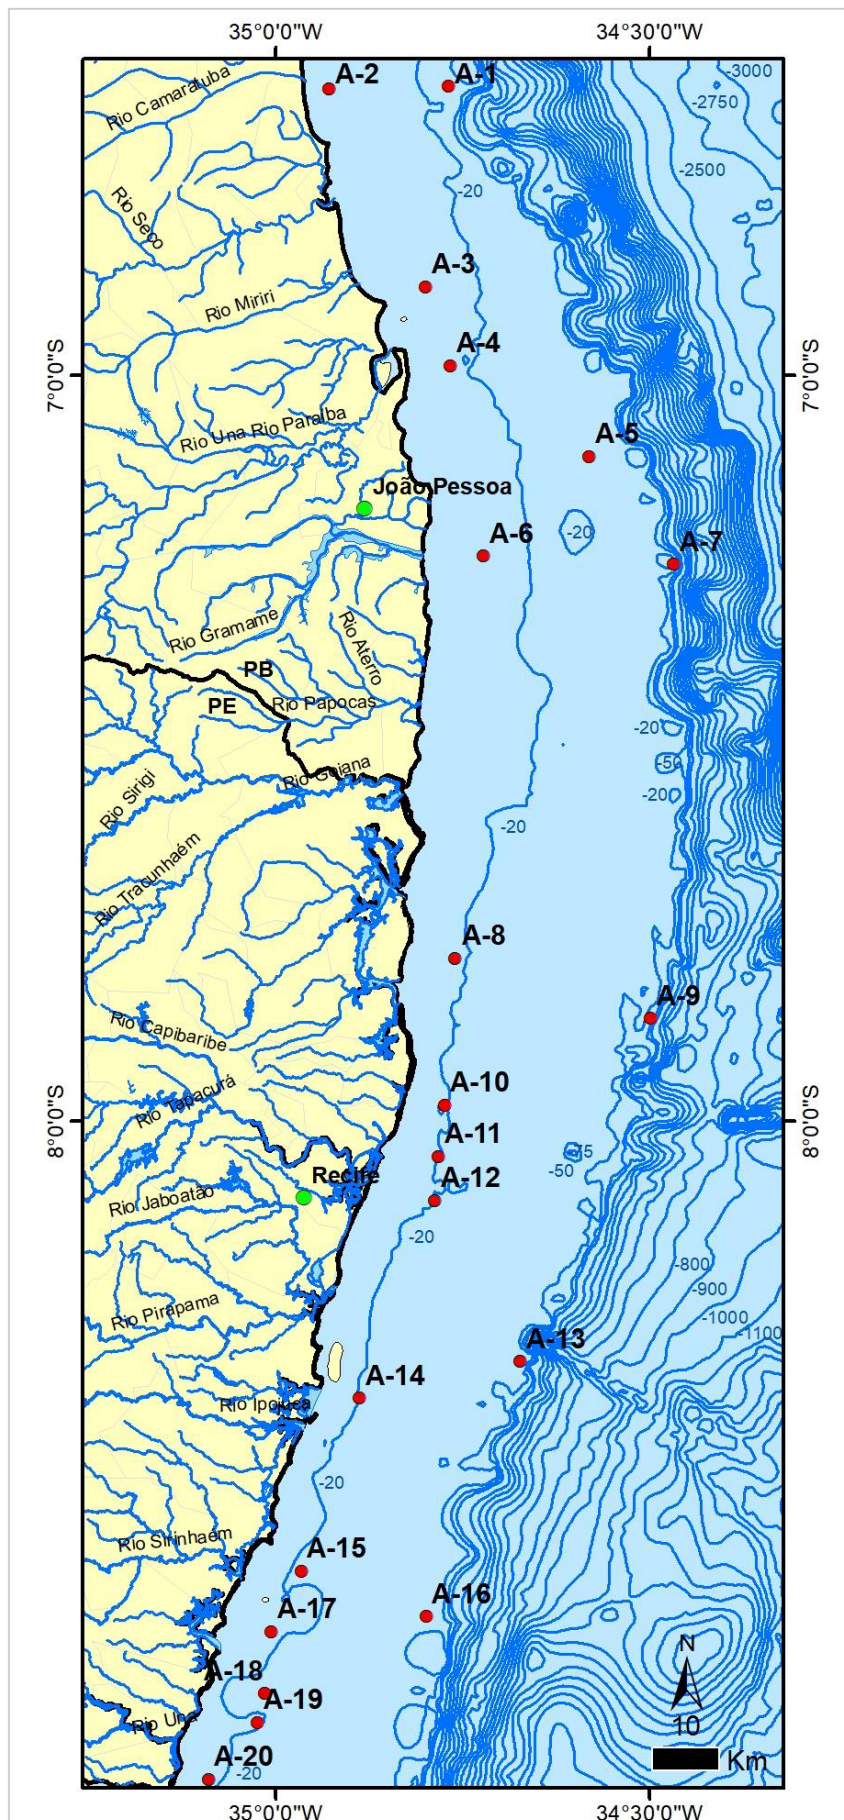 35°0'0"W 34°30'0"W
A-2 A-1
-3000
-2750
Rio Camaratuba
-2500
-20
Rio Seco
A-3
Rio Miriri
A-4
7°0'0"S 7°0'0"S
Rio Una Rio Paraíba
A-5
João Pessoa
-20
A-6
A-7
Rio Gramame
Rio Aterro
PB
PE
Rio Papocas
-20
-50
Rio Goiana
-20
Rio Sirigi
-20
Rio Tracunhaém
A-8
A-9
Rio Capibaribe
A-10
Rio Tapacurá
8°0'0"S 8°0'0"S
A-11
-75
-50
Recife
A-12
Rio Jaboatão
-20
-800
-900
-1000
-1100
Rio Pirapama
A-13
A-14
Rio Ipojuca
-20
Rio Sirinhaém
A-15
A-16
A-17
N
A-18
A-19
Rio Una
10
Km
A-20
-20
35°0'0"W 34°30'0"W